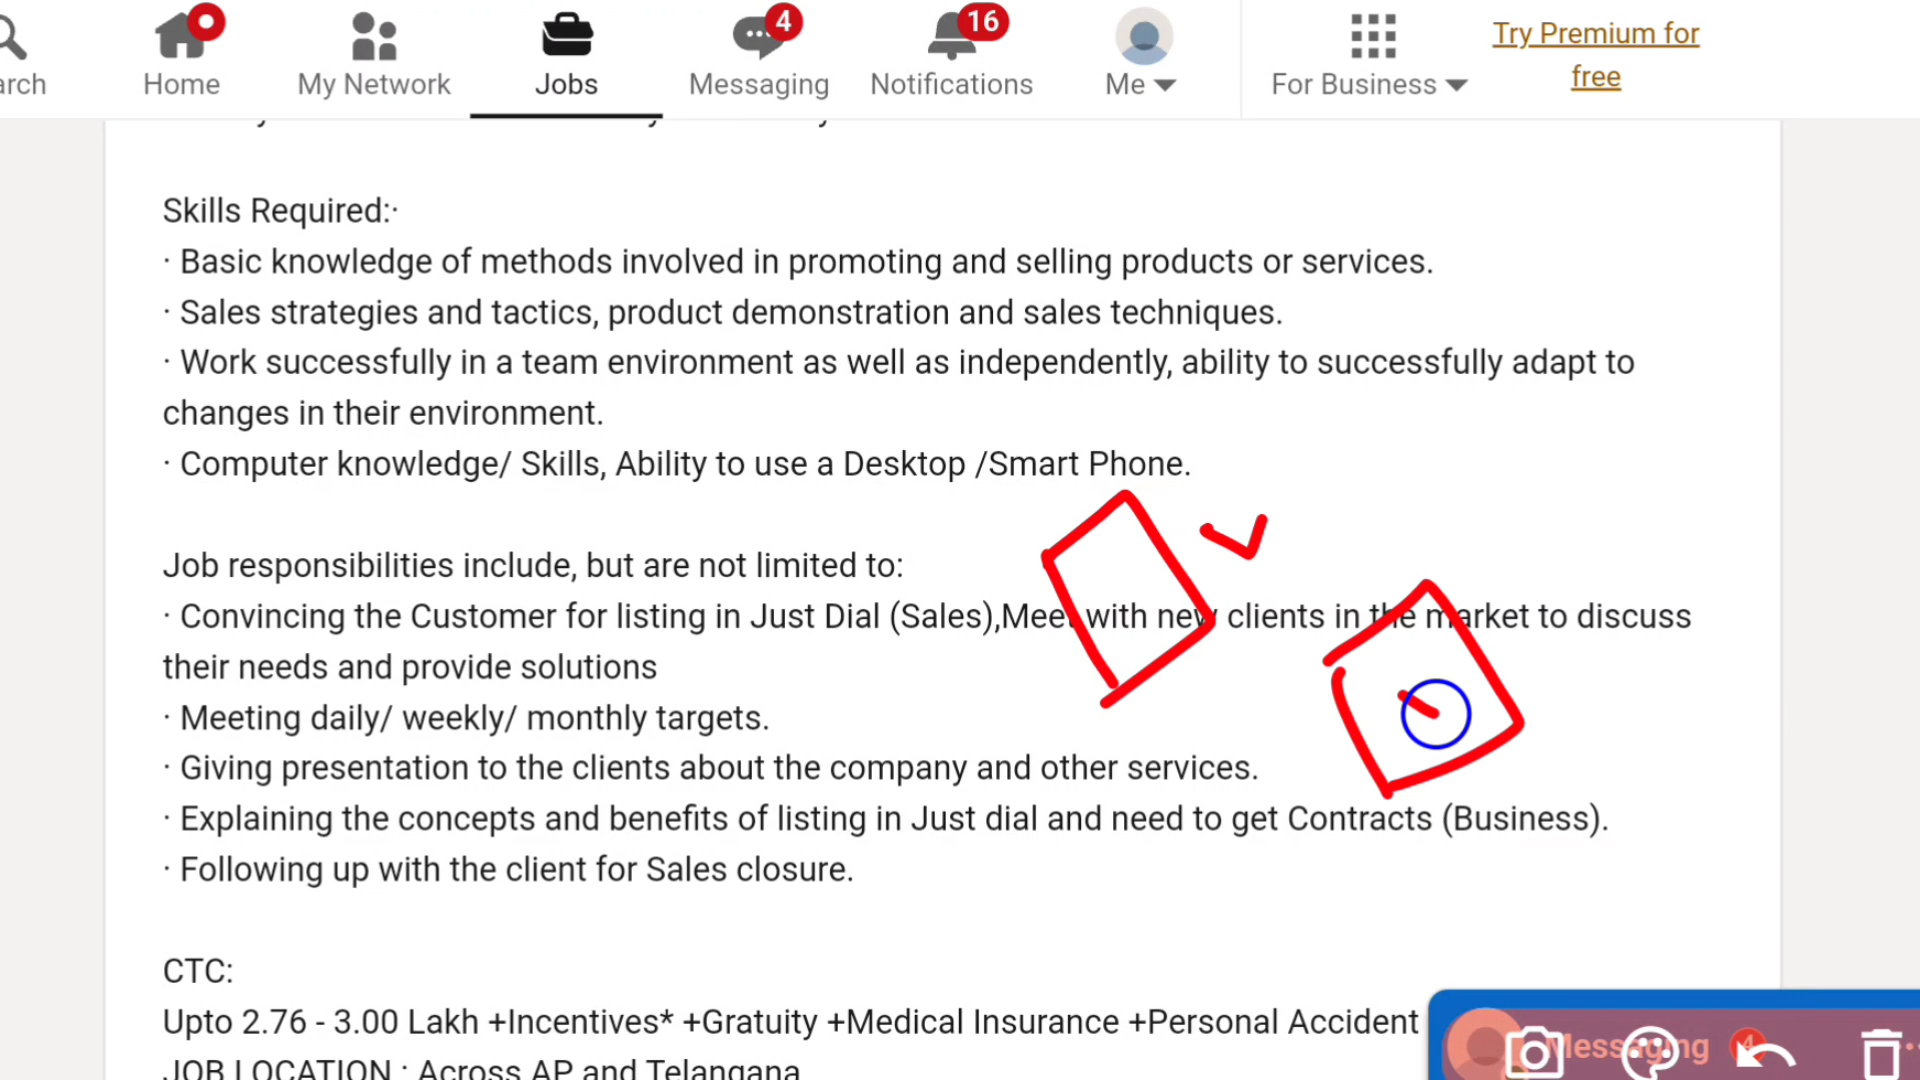 arch
Home
My Network
Jobs
4
Messaging
16
Notifications
Me
For Business
Try Premium for
free
Skills Required:·
· Basic knowledge of methods involved in promoting and selling products or services.
· Sales strategies and tactics, product demonstration and sales techniques.
· Work successfully in a team environment as well as independently, ability to successfully adapt to
changes in their environment.
· Computer knowledge/ Skills, Ability to use a Desktop /Smart Phone.
Job responsibilities include, but are not limited to:
· Convincing the Customer for listing in Just Dial (Sales),Meet with new clients in the market to discuss
their needs and provide solutions
· Meeting daily/ weekly/ monthly targets.
· Giving presentation to the clients about the company and other services.
· Explaining the concepts and benefits of listing in Just dial and need to get Contracts (Business).
· Following up with the client for Sales closure.
CTC:
Upto 2.76 - 3.00 Lakh +Incentives* +Gratuity +Medical Insurance +Personal Accident
JOB LOCATION : Across AP and Telangana
Messaging 4